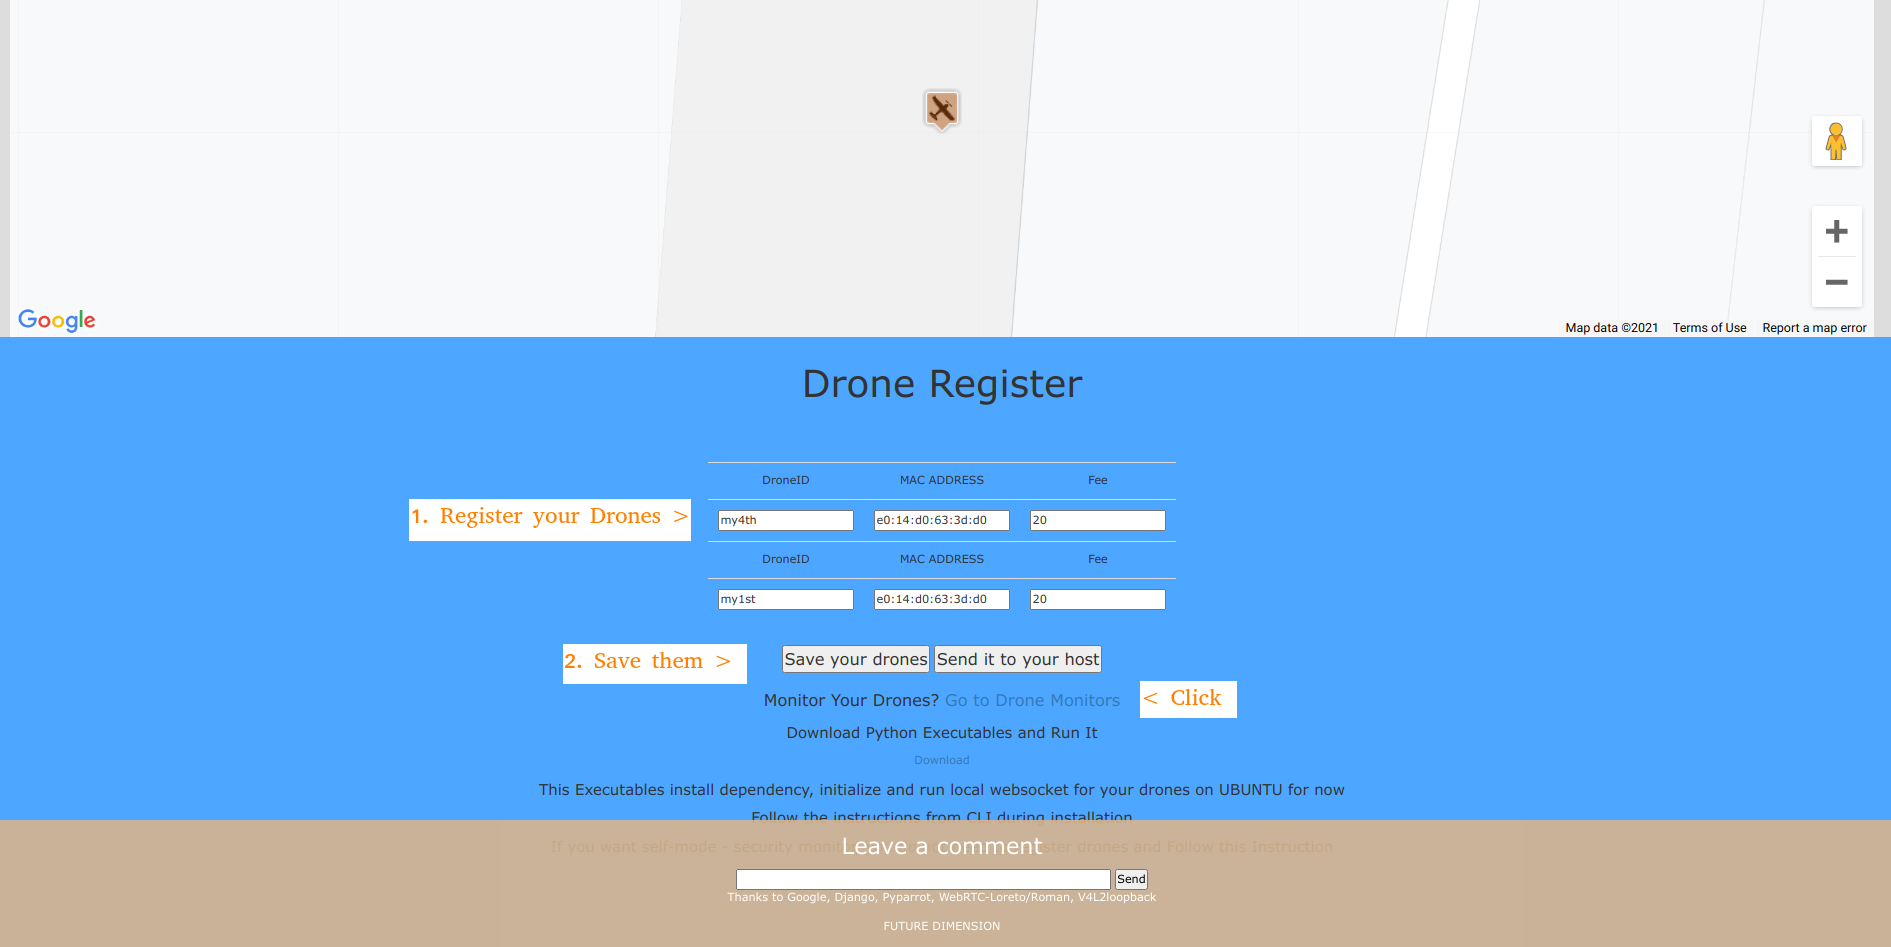 Google
Map data ©2021 Terms of Use Report a map error
Drone Register
DroneID MAC ADDRESS Fee
1. Register your Drones >
my4th e0:14:d0:63:3d:d0 20
DroneID MAC ADDRESS Fee
my1st e0:14:d0:63:3d:d0 20
2. Save them >
Save your drones Send it to your host
Monitor Your Drones? Go to Drone Monitors
< Click
Download Python Executables and Run It
Download
This Executables install dependency, initialize and run local websocket for your drones on UBUNTU for now
Follow the instructions from CLI during installation
If you want self-mode - security drones and Follow this Instruction
Leave a comment
Send
Thanks to Google, Django, Pyparrot, WebRTC-Loreto/Roman, V4L2loopback
FUTURE DIMENSION